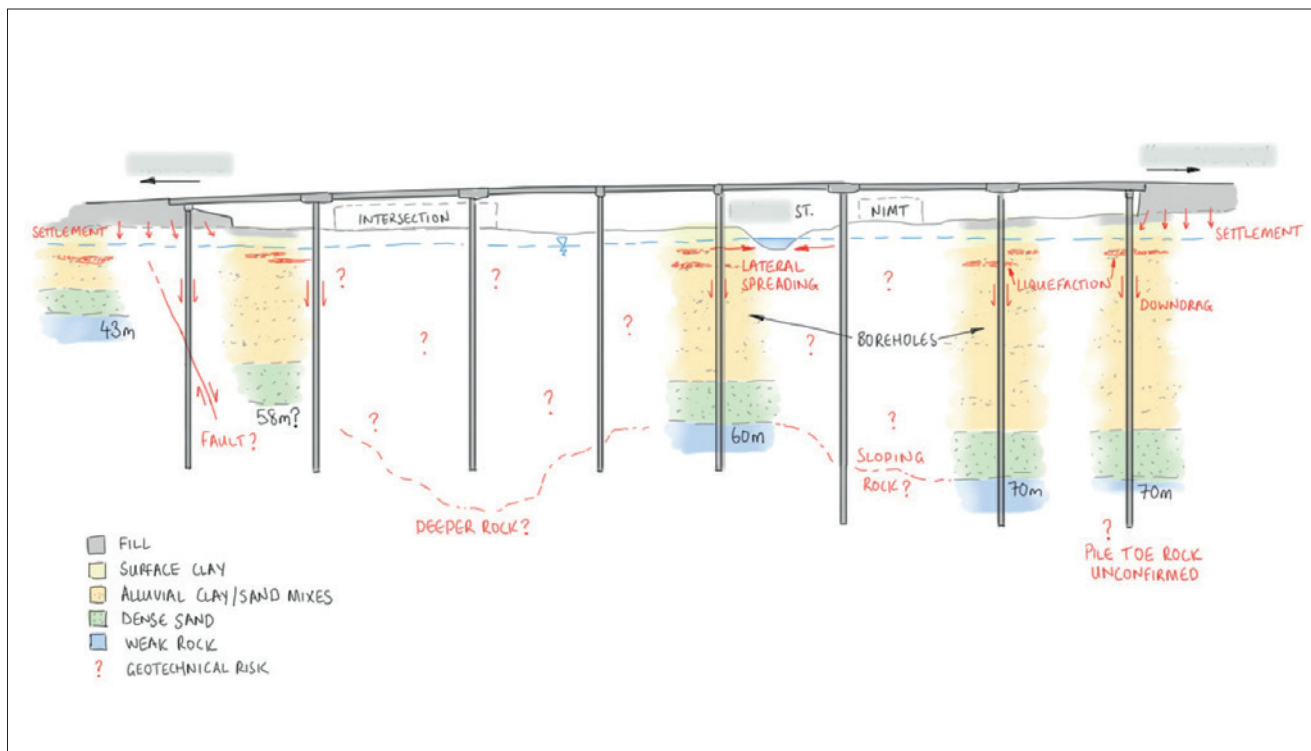 INTERSECTION
ST.
NIMT
SETTLEMENT
SETTLEMENT
?
?
?
LATERAL
SPREADING
?
LIQUEFACTION
DOWNDRAG
43m
?
?
BOREHOLES
?
58m?
FAULT?
?
?
?
60m
SLOPING
ROCK?
70m
70m
DEEPER ROCK?
?
PILE TOE ROCK
UNCONFIRMED
FILL
SURFACE CLAY
ALLUVIAL CLAY/SAND MIXES
DENSE SAND
WEAK ROCK
? GEOTECHNICAL RISK